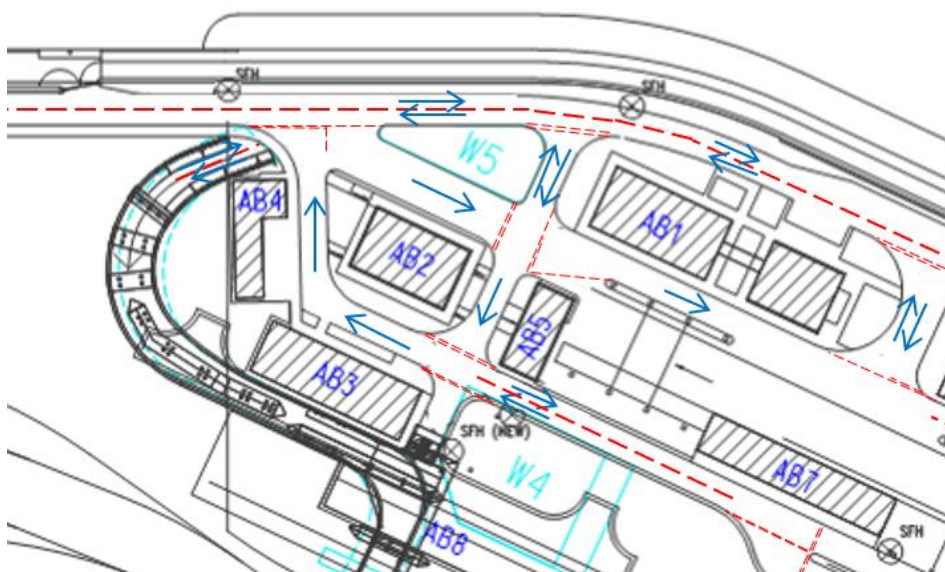 SFH
SFH
W5
AB4
AB1
AB2
AB5
AB3
SFH (NEW)
W4
AB7
SFH
AB8